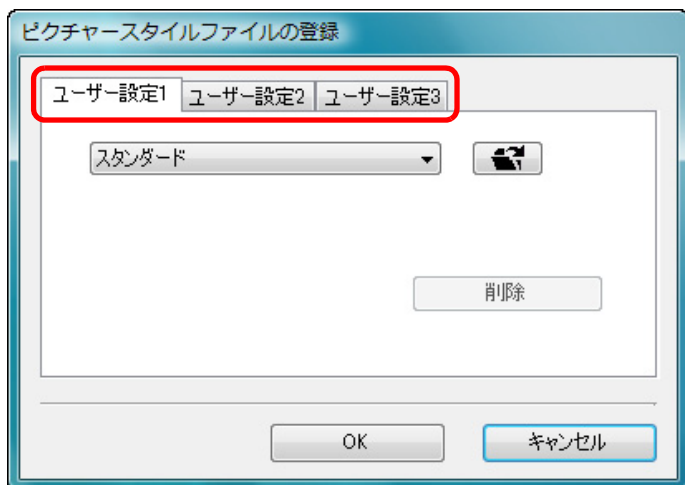 ピクチャースタイルファイルの登録
ユーザー設定1 ユーザー設定2 ユーザー設定3
スタンダード
削除
OK キャンセル